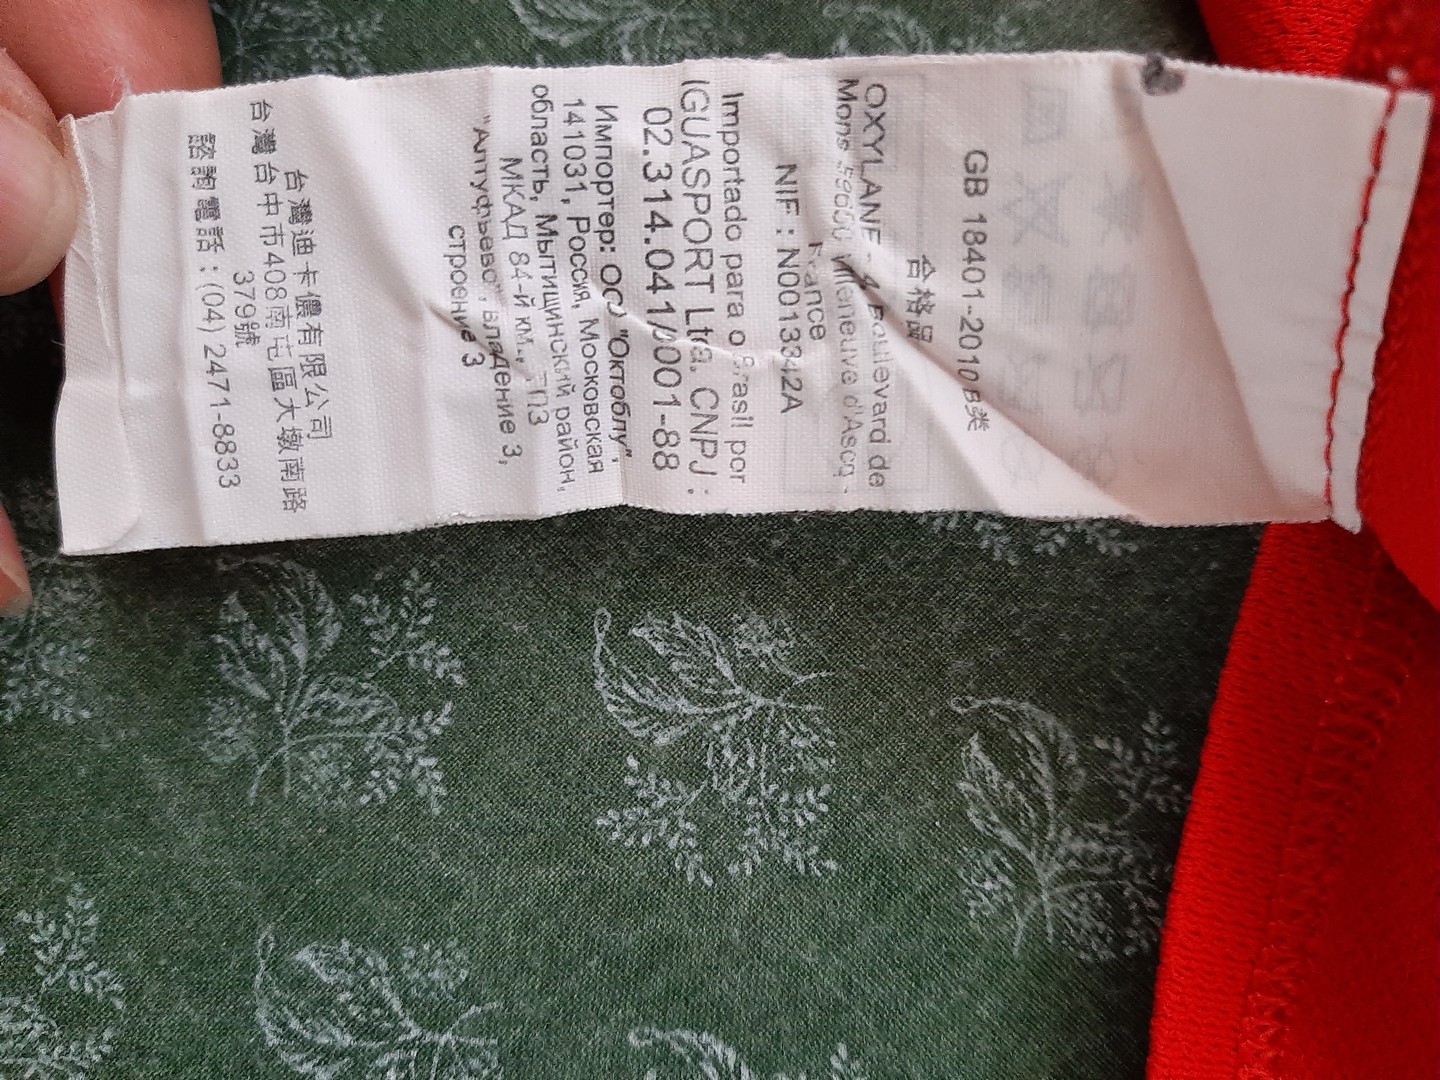 GB 18401-2010 B类
合格品
OXYLANE - 4 Boulevard de
Mons 59650 Villeneuve d'Ascq -
France
NIF : N0013342A
Importado para o Brasil por
IGUASPORT Ltda. CNPJ :
02.314.041/0001-88
Импортер: ООО "Октоблу",
141031, Россия, Московская
область, Мытищинский район,
МКАД 84-й км., ТПЗ
"Алтуфьево", владение 3,
строение 3
台灣迪卡儂有限公司
台灣台中市408南屯區大墩南路
379號
諮詢電話 : (04) 2471-8833